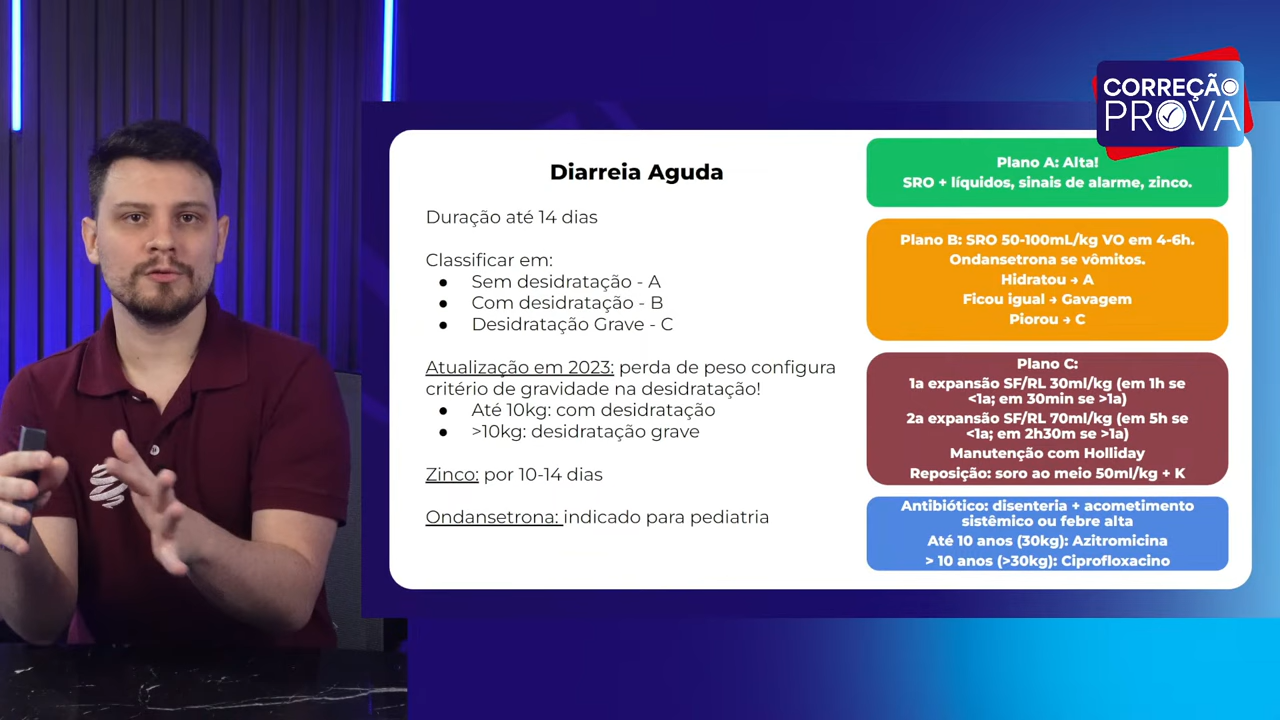 CORREÇÃO
PROVA
Diarreia Aguda
Duração até 14 dias
Classificar em:
● Sem desidratação - A
● Com desidratação - B
● Desidratação Grave - C
Atualização em 2023: perda de peso configura
critério de gravidade na desidratação!
● Até 10kg: com desidratação
● >10kg: desidratação grave
Zinco: por 10-14 dias
Ondansetrona: indicado para pediatria
Plano A: Alta!
SRO + líquidos, sinais de alarme, zinco.
Plano B: SRO 50-100mL/kg VO em 4-6h.
Ondansetrona se vômitos.
Hidratou → A
Ficou igual → Gavagem
Piorou → C
Plano C:
1a expansão SF/RL 30ml/kg (em 1h se
<1a; em 30min se >1a)
2a expansão SF/RL 70ml/kg (em 5h se
<1a; em 2h30m se >1a)
Manutenção com Holliday
Reposição: soro ao meio 50ml/kg + K
Antibiótico: disenteria + acometimento
sistêmico ou febre alta
Até 10 anos (30kg): Azitromicina
> 10 anos (>30kg): Ciprofloxacino